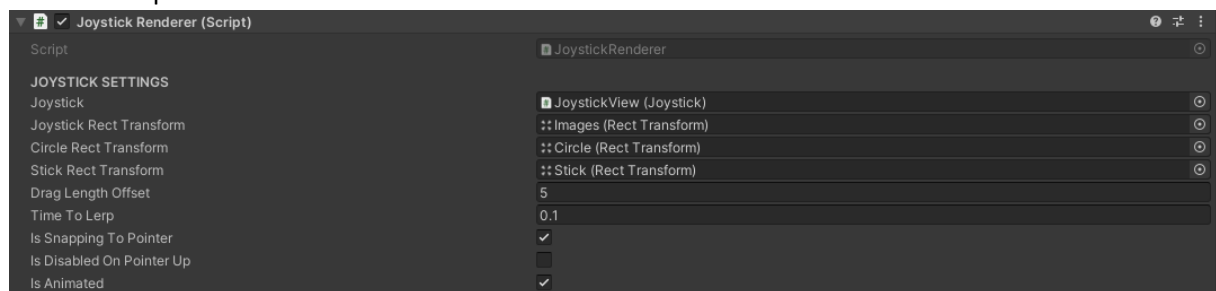 Joystick Renderer (Script)
Script JoystickRenderer
JOYSTICK SETTINGS
Joystick JoystickView (Joystick)
Joystick Rect Transform Images (Rect Transform)
Circle Rect Transform Circle (Rect Transform)
Stick Rect Transform Stick (Rect Transform)
Drag Length Offset 5
Time To Lerp 0.1
Is Snapping To Pointer
Is Disabled On Pointer Up
Is Animated